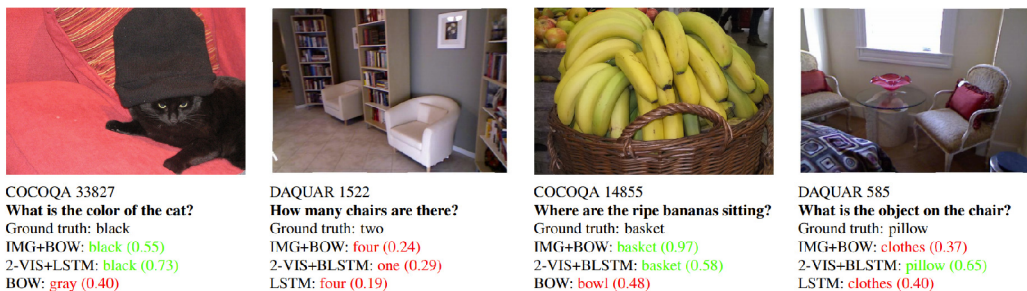 COCOQA 33827
What is the color of the cat?
Ground truth: black
IMG+BOW: black (0.55)
2-VIS+LSTM: black (0.73)
BOW: gray (0.40)
DAQUAR 1522
How many chairs are there?
Ground truth: two
IMG+BOW: four (0.24)
2-VIS+BLSTM: one (0.29)
LSTM: four (0.19)
COCOQA 14855
Where are the ripe bananas sitting?
Ground truth: basket
IMG+BOW: basket (0.97)
2-VIS+BLSTM: basket (0.58)
BOW: bowl (0.48)
DAQUAR 585
What is the object on the chair?
Ground truth: pillow
IMG+BOW: clothes (0.37)
2-VIS+BLSTM: pillow (0.65)
LSTM: clothes (0.40)